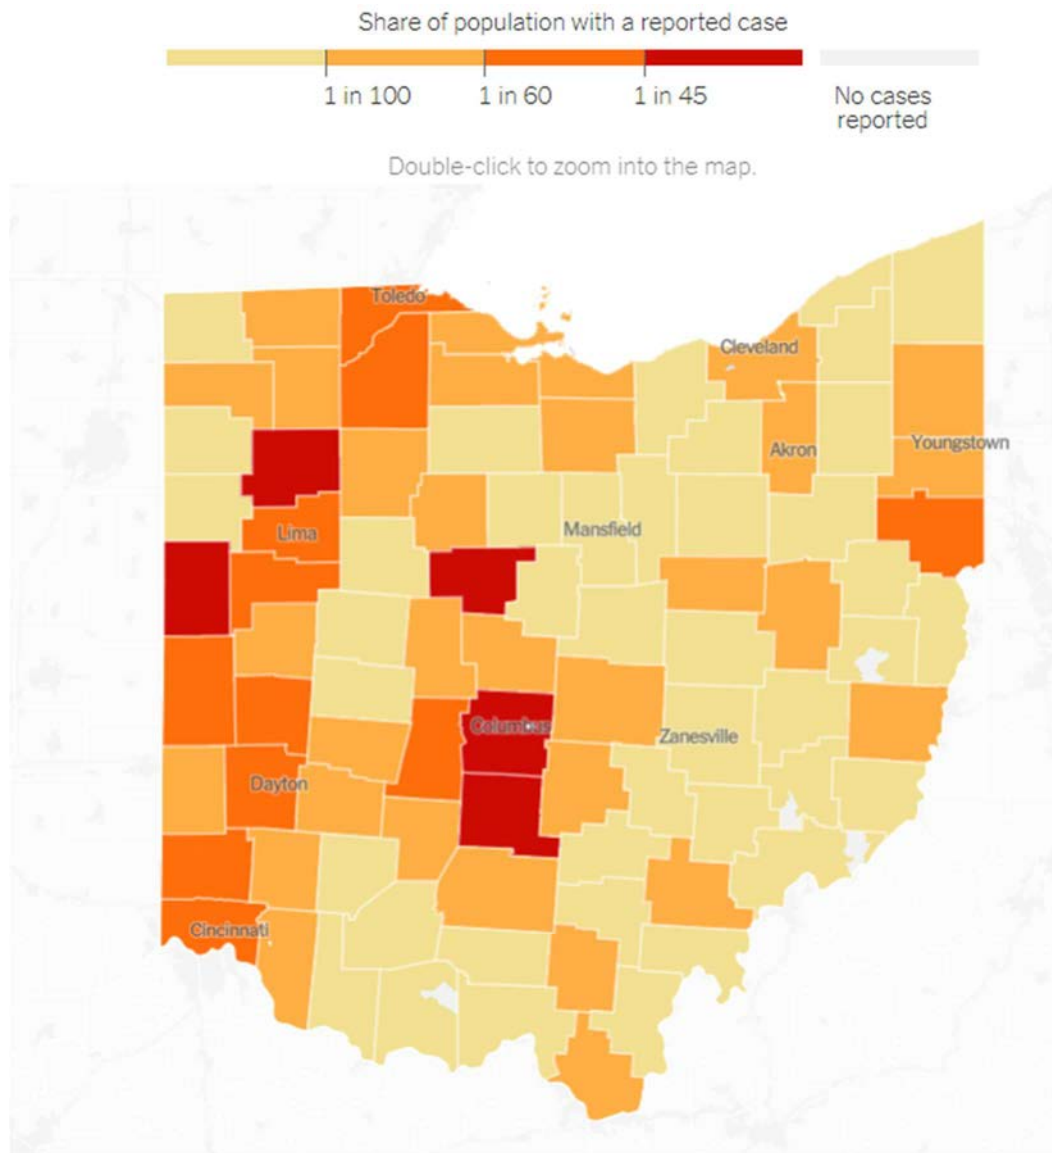 Share of population with a reported case
1 in 100
1 in 60
1 in 45
No cases
reported
Double-click to zoom into the map.
Toledo
Cleveland
Akron
Youngstown
Lima
Mansfield
Columbus
Zanesville
Dayton
Cincinnati